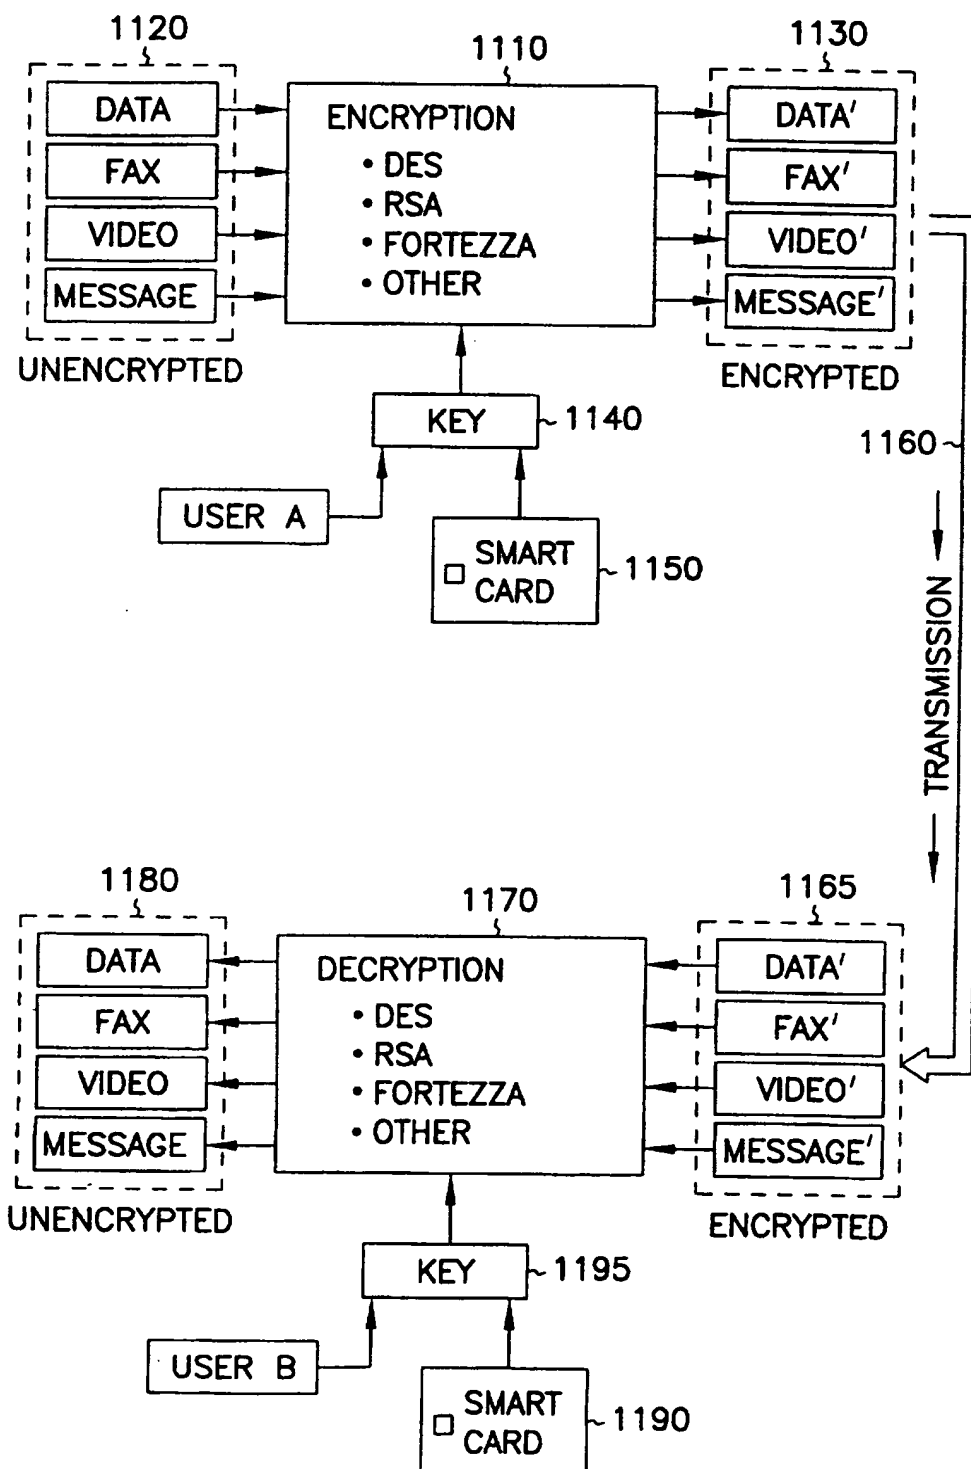 1120
1110
1130
DATA
FAX
VIDEO
MESSAGE
UNENCRYPTED
ENCRYPTION
• DES
• RSA
• FORTEZZA
• OTHER
DATA'
FAX'
VIDEO'
MESSAGE'
ENCRYPTED
KEY
1140
USER A
SMART
CARD
1150
1160
TRANSMISSION
1180
1170
1165
DATA
FAX
VIDEO
MESSAGE
UNENCRYPTED
DECRYPTION
• DES
• RSA
• FORTEZZA
• OTHER
DATA'
FAX'
VIDEO'
MESSAGE'
ENCRYPTED
KEY
1195
USER B
SMART
CARD
1190